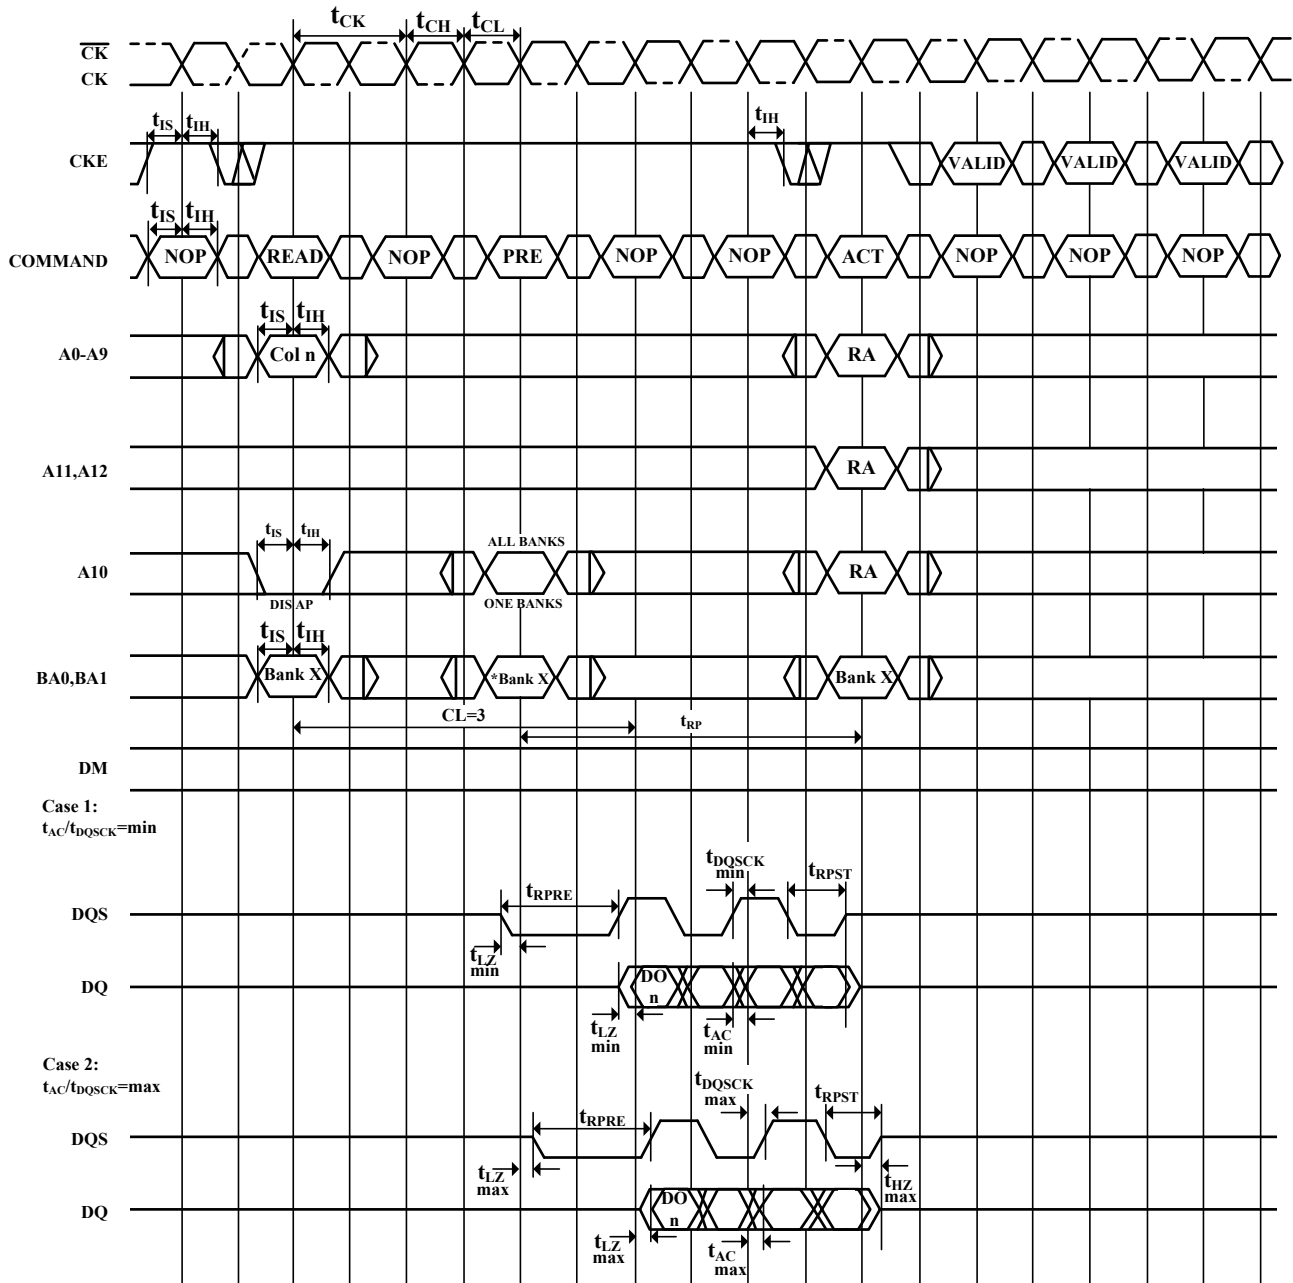 tCK tCH tCL
CK
CK
tIS tIH tIH
CKE VALID VALID VALID
tIS tIH
COMMAND NOP READ NOP PRE NOP NOP ACT NOP NOP NOP
tIS tIH
A0-A9 Col n RA
A11,A12 RA
tIS tIH ALL BANKS
A10 RA
DIS AP ONE BANKS
tIS tIH
BA0,BA1 Bank X *Bank X Bank X
CL=3 tRP
DM
Case 1:
tAC/tDQSCK=min
tDQSCK
min
tRPST
tRPRE
DQS
tLZ
min
DQ DO
n
tLZ
min
tAC
min
Case 2:
tAC/tDQSCK=max
tDQSCK
max
tRPST
tRPRE
DQS
tLZ
max
tHZ
max
DQ DO
n
tLZ
max
tAC
max